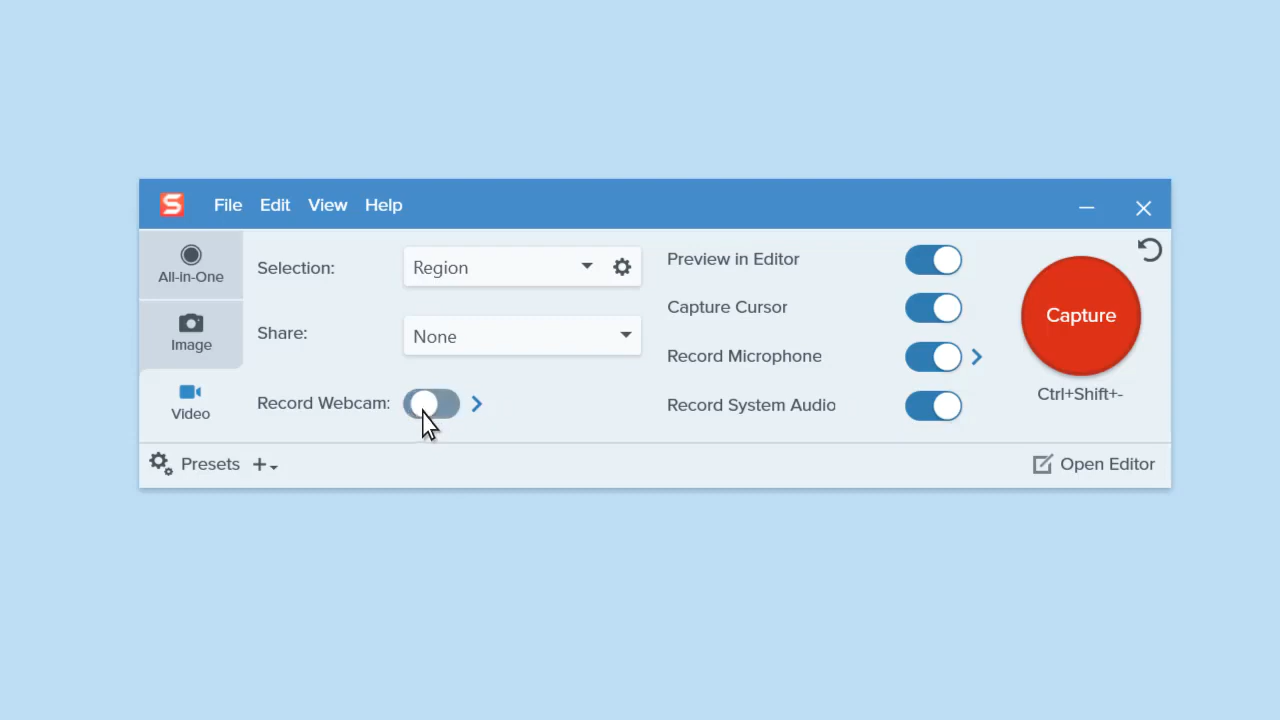 S File Edit View Help
All-in-One
Image
Video
Selection: Region
Share: None
Record Webcam:
Preview in Editor
Capture Cursor
Record Microphone
Record System Audio
Capture
Ctrl+Shift+-
Presets +
Open Editor